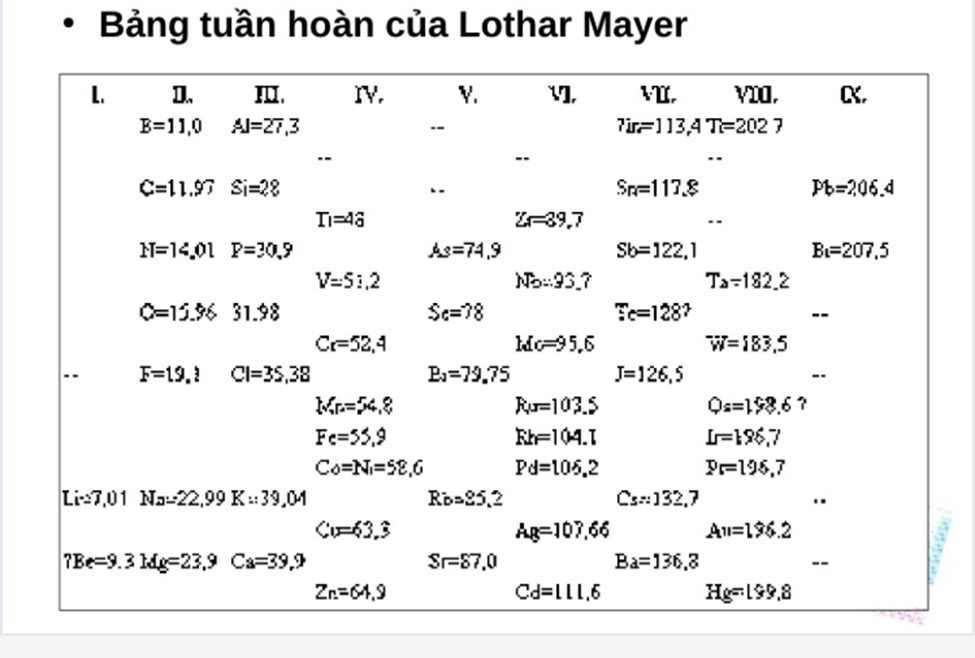 • Bảng tuần hoàn của Lothar Mayer
I. II. III. IV. V. VI. VII. VIII. IX.
B=11,0 Al=27,3 -- ?In=113,4 Tl=202 7
-- -- --
C=11.97 Si=28 -- Sn=117,8 Pb=206,4
Ti=48 Zr=89,7 --
N=14,01 P=30,9 As=74,9 Sb=122,1 Bi=207,5
V=51,2 Nb=93,7 Ta=182,2
O=15.96 31.98 Se=78 Te=128? --
Cr=52,4 Mo=95,6 W=183,5
-- F=19,1 Cl=35,38 Br=79,75 J=126,5 --
Mn=54,8 Ru=103,5 Os=198,6 ?
Fe=55,9 Rh=104.1 Ir=196,7
Co=Ni=58,6 Pd=106,2 Pt=196,7
Li=7,01 Na=22,99 K=39,04 Rb=85,2 Cs=132,7 --
Cu=63,3 Ag=107,66 Au=196.2
?Be=9.3 Mg=23,9 Ca=39,9 Sr=87,0 Ba=136,8 --
Zn=64,9 Cd=111,6 Hg=199,8